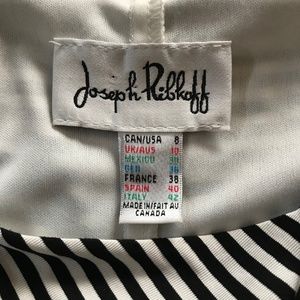 Joseph Ribkoff
CAN/USA 8
UK/AUS 10
MEXICO 30
GER 36
FRANCE 38
SPAIN 40
ITALY 42
MADE IN/FAIT AU
CANADA